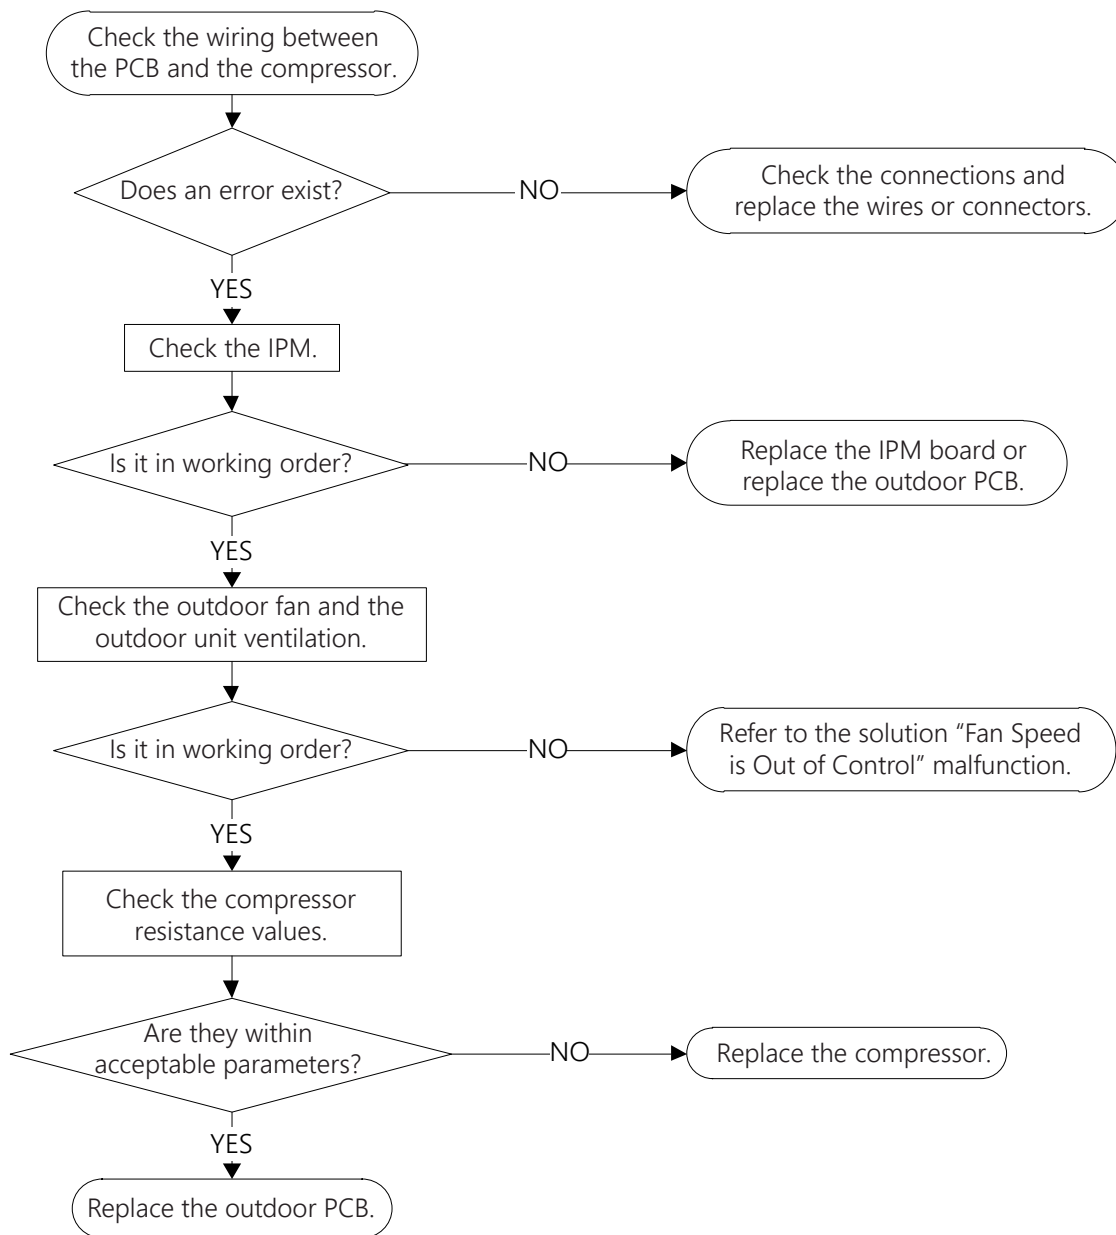 Check the wiring between
the PCB and the compressor.
Does an error exist?
NO
Check the connections and
replace the wires or connectors.
YES
Check the IPM.
Is it in working order?
NO
Replace the IPM board or
replace the outdoor PCB.
YES
Check the outdoor fan and the
outdoor unit ventilation.
Is it in working order?
NO
Refer to the solution “Fan Speed
is Out of Control” malfunction.
YES
Check the compressor
resistance values.
Are they within
acceptable parameters?
NO
Replace the compressor.
YES
Replace the outdoor PCB.